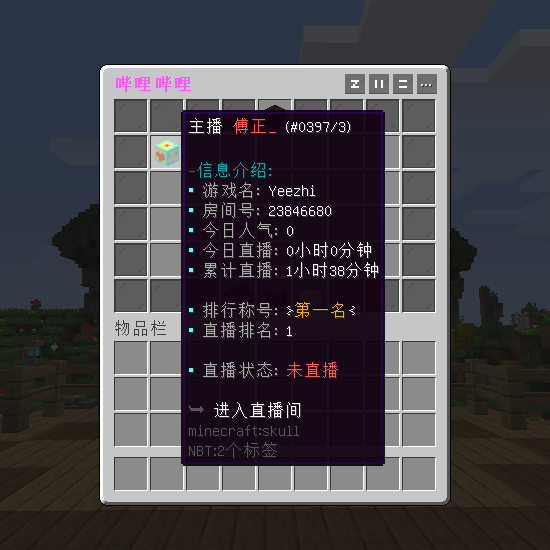 哔哩哔哩
主播 傅正_ (#0397/3)
-信息介绍:
▪ 游戏名: Yeezhi
▪ 房间号: 23846680
▪ 今日人气: 0
▪ 今日直播: 0小时0分钟
▪ 累计直播: 1小时38分钟
▪ 排行称号: 第一名
▪ 直播排名: 1
物品栏
▪ 直播状态: 未直播
进入直播间
minecraft:skull
NBT:2个标签